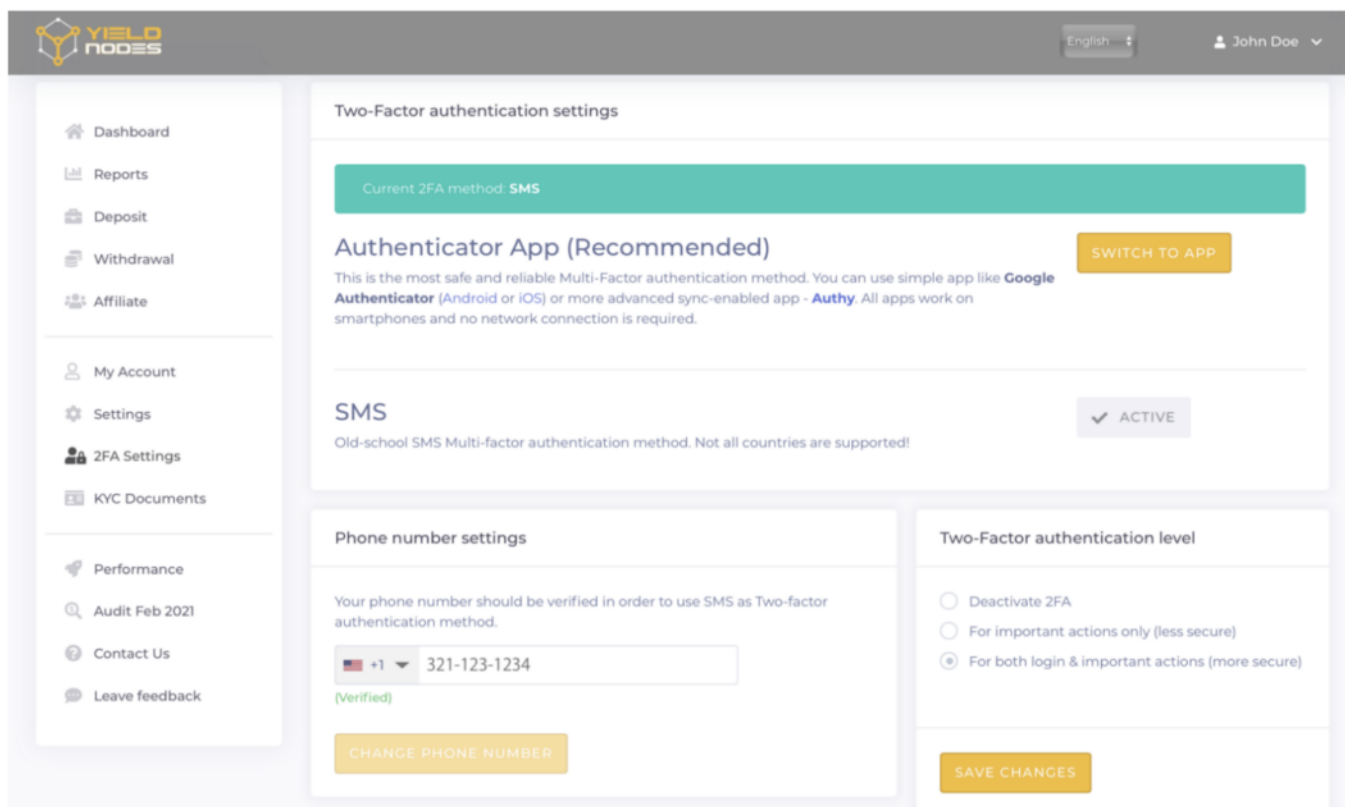 YIELD
NODES
English
John Doe
Dashboard
Reports
Deposit
Withdrawal
Affiliate
My Account
Settings
2FA Settings
KYC Documents
Performance
Audit Feb 2021
Contact Us
Leave feedback
Two-Factor authentication settings
Current 2FA method: SMS
Authenticator App (Recommended)
SWITCH TO APP
This is the most safe and reliable Multi-Factor authentication method. You can use simple app like Google
Authenticator (Android or iOS) or more advanced sync-enabled app - Authy. All apps work on
smartphones and no network connection is required.
SMS
ACTIVE
Old-school SMS Multi-factor authentication method. Not all countries are supported!
Phone number settings
Your phone number should be verified in order to use SMS as Two-factor
authentication method.
+1 321-123-1234
(Verified)
CHANGE PHONE NUMBER
Two-Factor authentication level
Deactivate 2FA
For important actions only (less secure)
For both login & important actions (more secure)
SAVE CHANGES